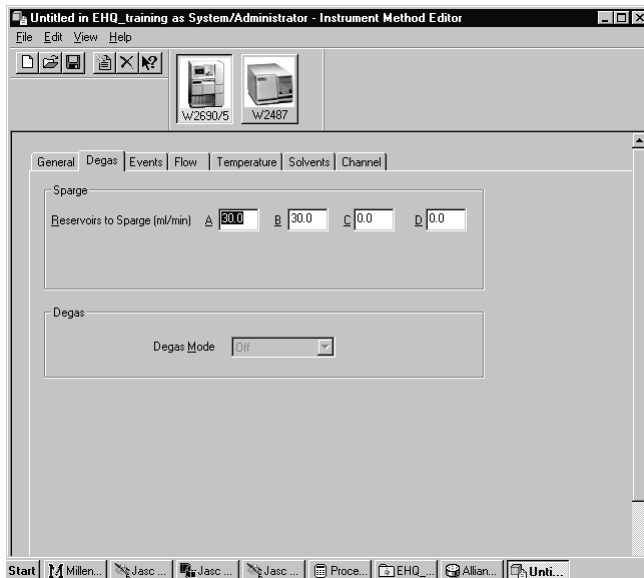 Untitled in EHQ_training as System/Administrator - Instrument Method Editor
File Edit View Help
W2690/5 W2487
General Degas Events Flow Temperature Solvents Channel
Sparge
Reservoirs to Sparge (ml/min) A 30.0 B 30.0 C 0.0 D 0.0
Degas
Degas Mode Off
Start Millen... Jasc ... Jasc ... Jasc ... Proce... EHQ_... Allian... Unti...